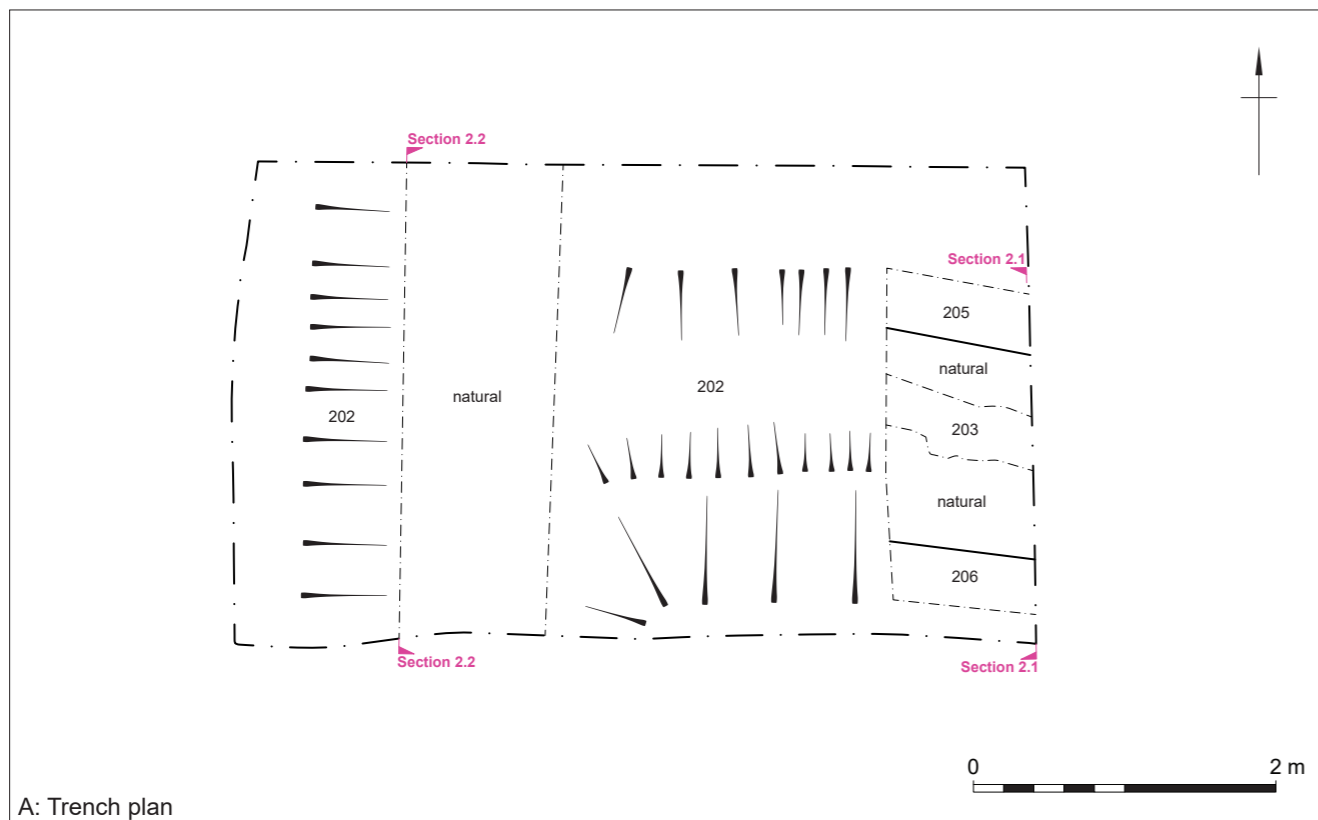 Section 2.2
Section 2.1
205
natural
natural
202
203
202
natural
206
Section 2.2
Section 2.1
0 2 m
A: Trench plan